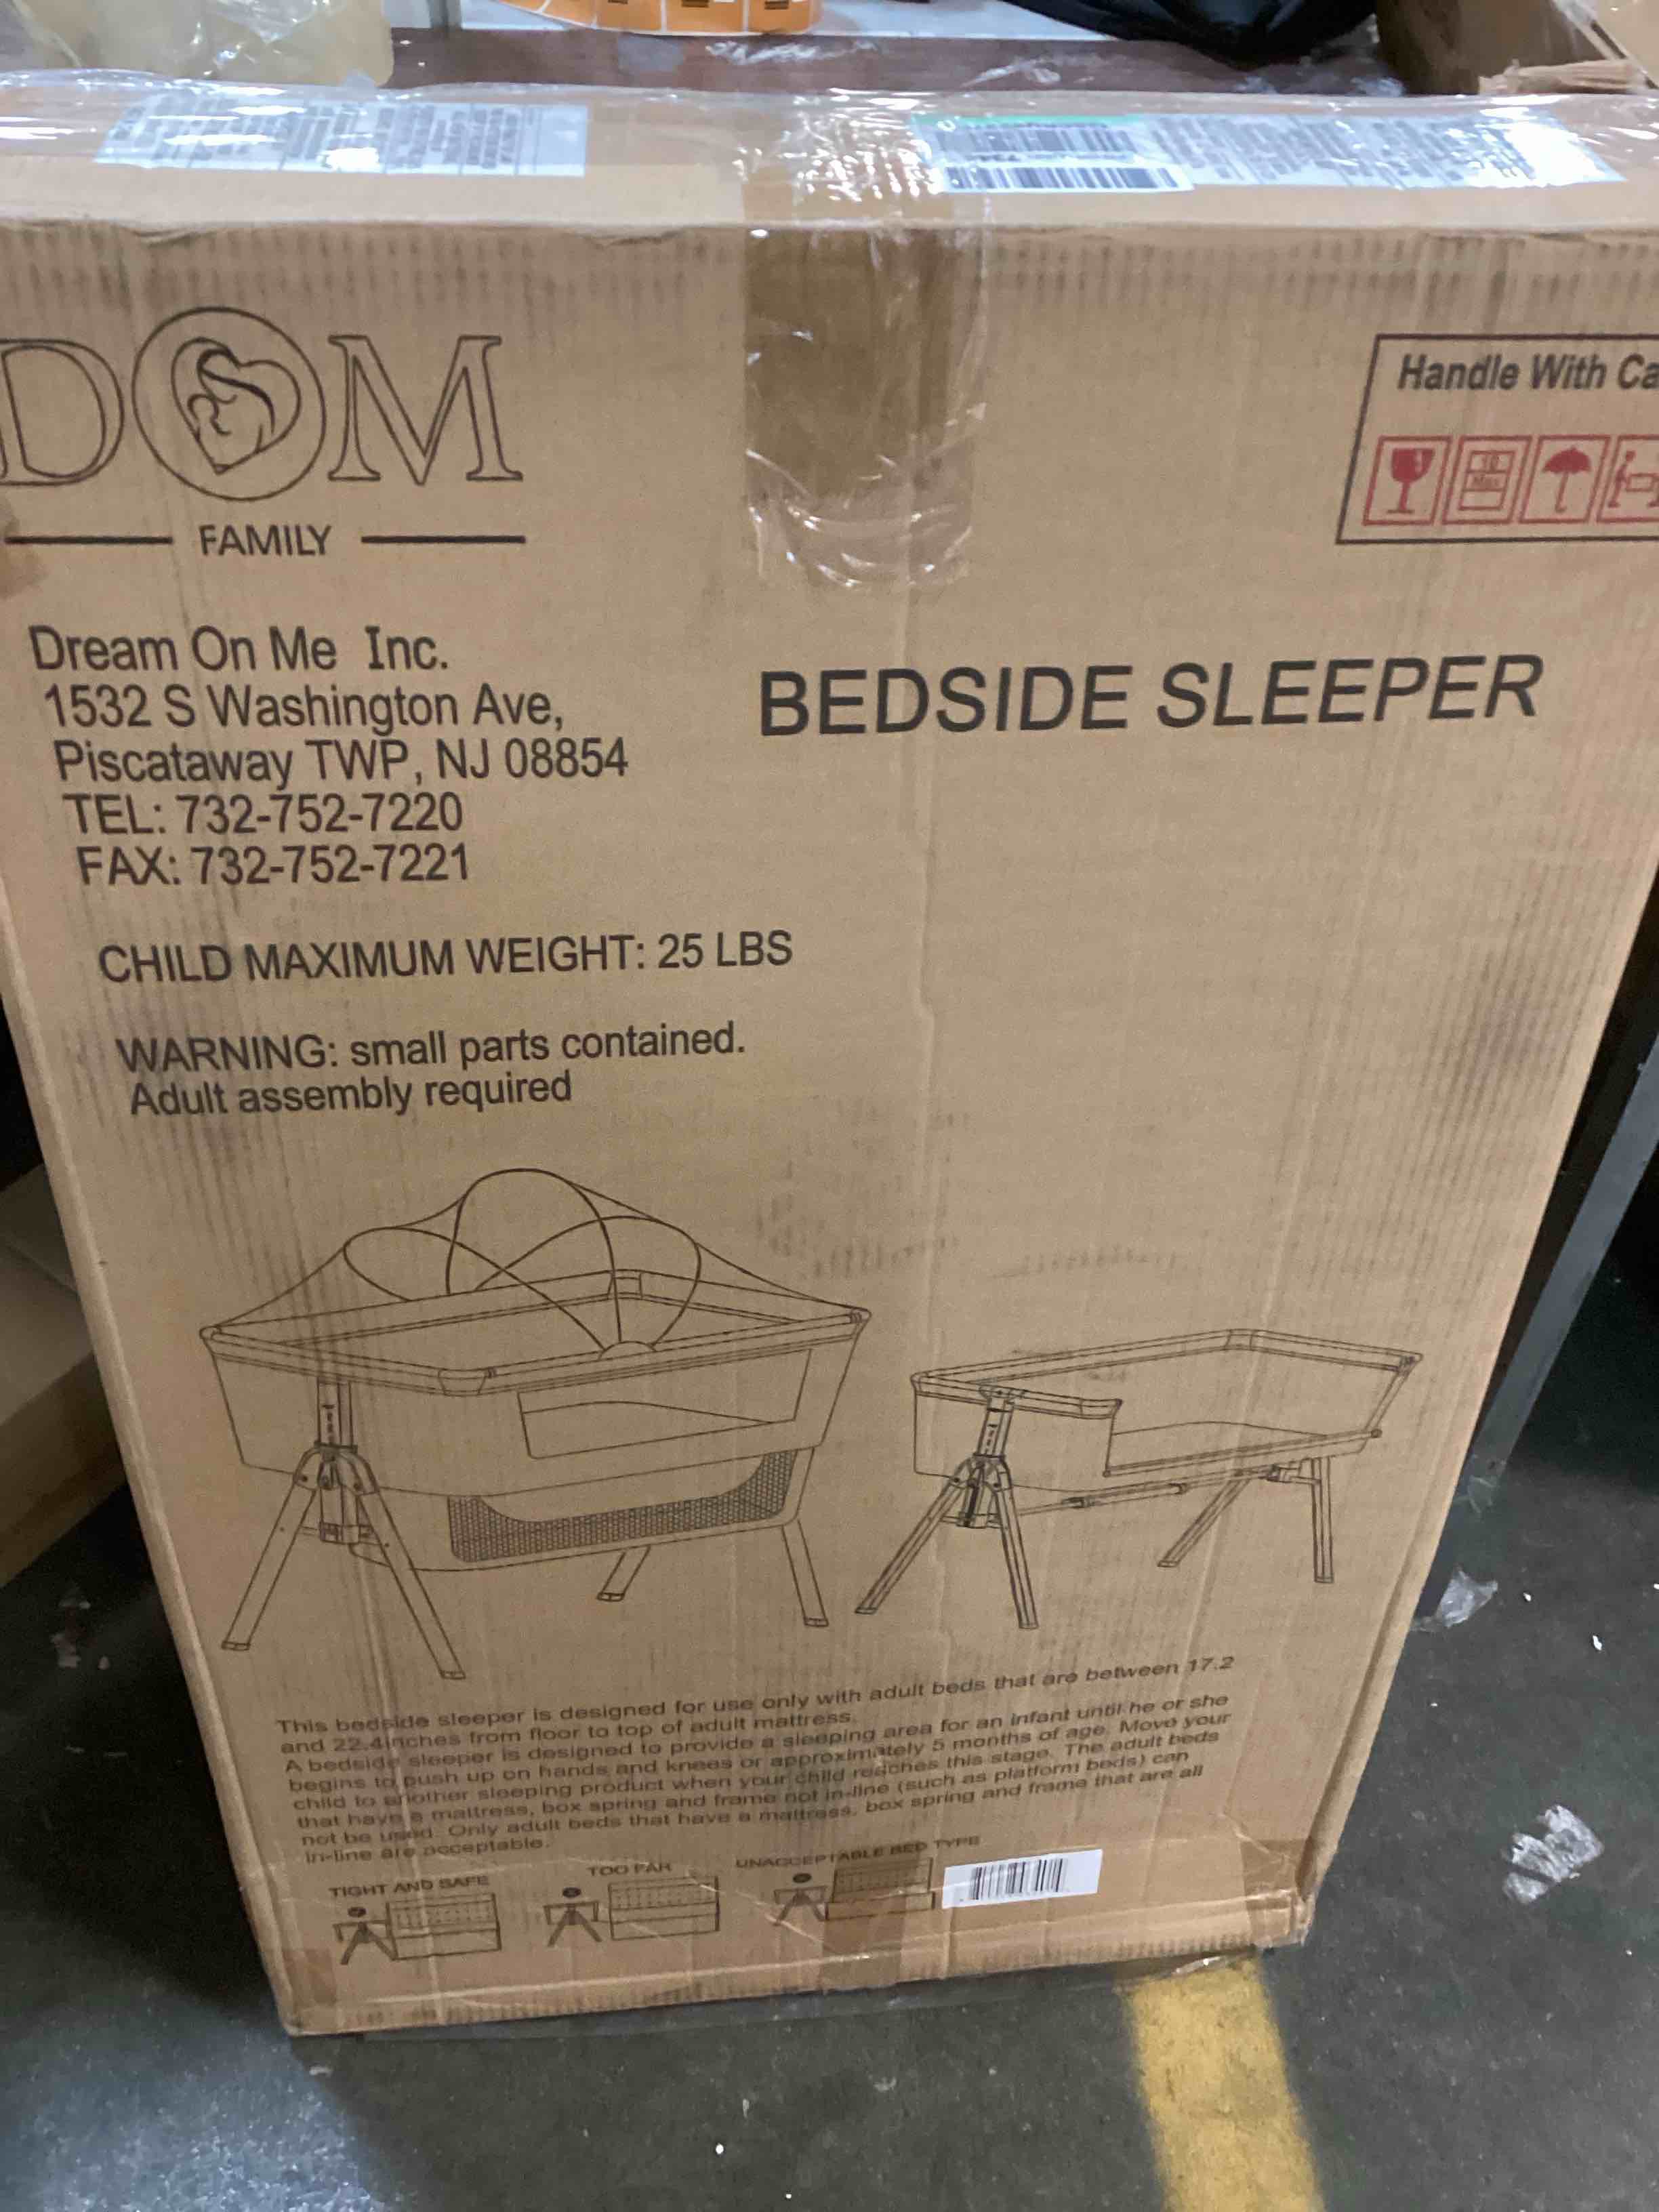 DOM
FAMILY
Handle With Ca
10
Max
Dream On Me Inc.
1532 S Washington Ave,
Piscataway TWP, NJ 08854
TEL: 732-752-7220
FAX: 732-752-7221
BEDSIDE SLEEPER
CHILD MAXIMUM WEIGHT: 25 LBS
WARNING: small parts contained.
Adult assembly required
This bedside sleeper is designed for use only with adult beds that are between 17.2
and 22.4inches from floor to top of adult mattress.
A bedside sleeper is designed to provide a sleeping area for an infant until he or she
begins to push up on hands and knees or approximately 5 months of age. Move your
child to another sleeping product when your child reaches this stage. The adult beds
that have a mattress, box spring and frame not in-line (such as platform beds) can
not be used. Only adult beds that have a mattress, box spring and frame that are all
in-line are acceptable.
TIGHT AND SAFE
TOO FAR
UNACCEPTABLE BED TYPE